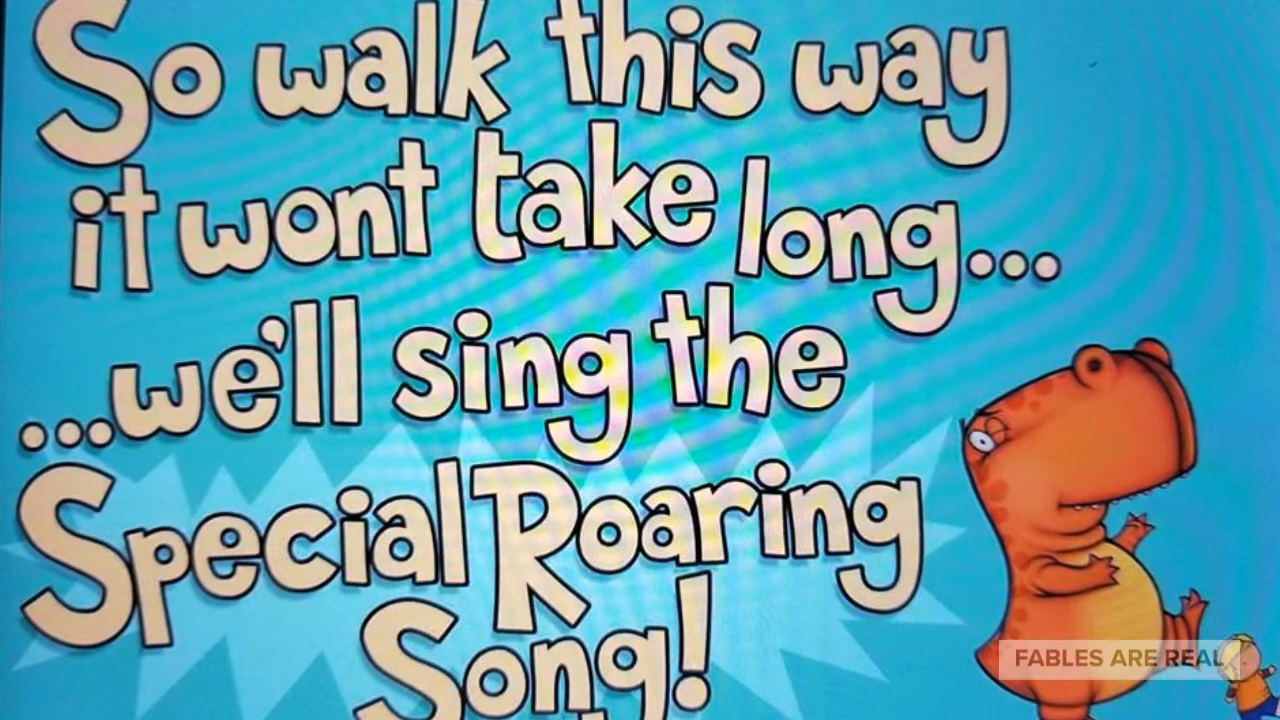 So walk this way
it wont take long...
...we'll sing the
Special Roaring
Song!
FABLES ARE REAL